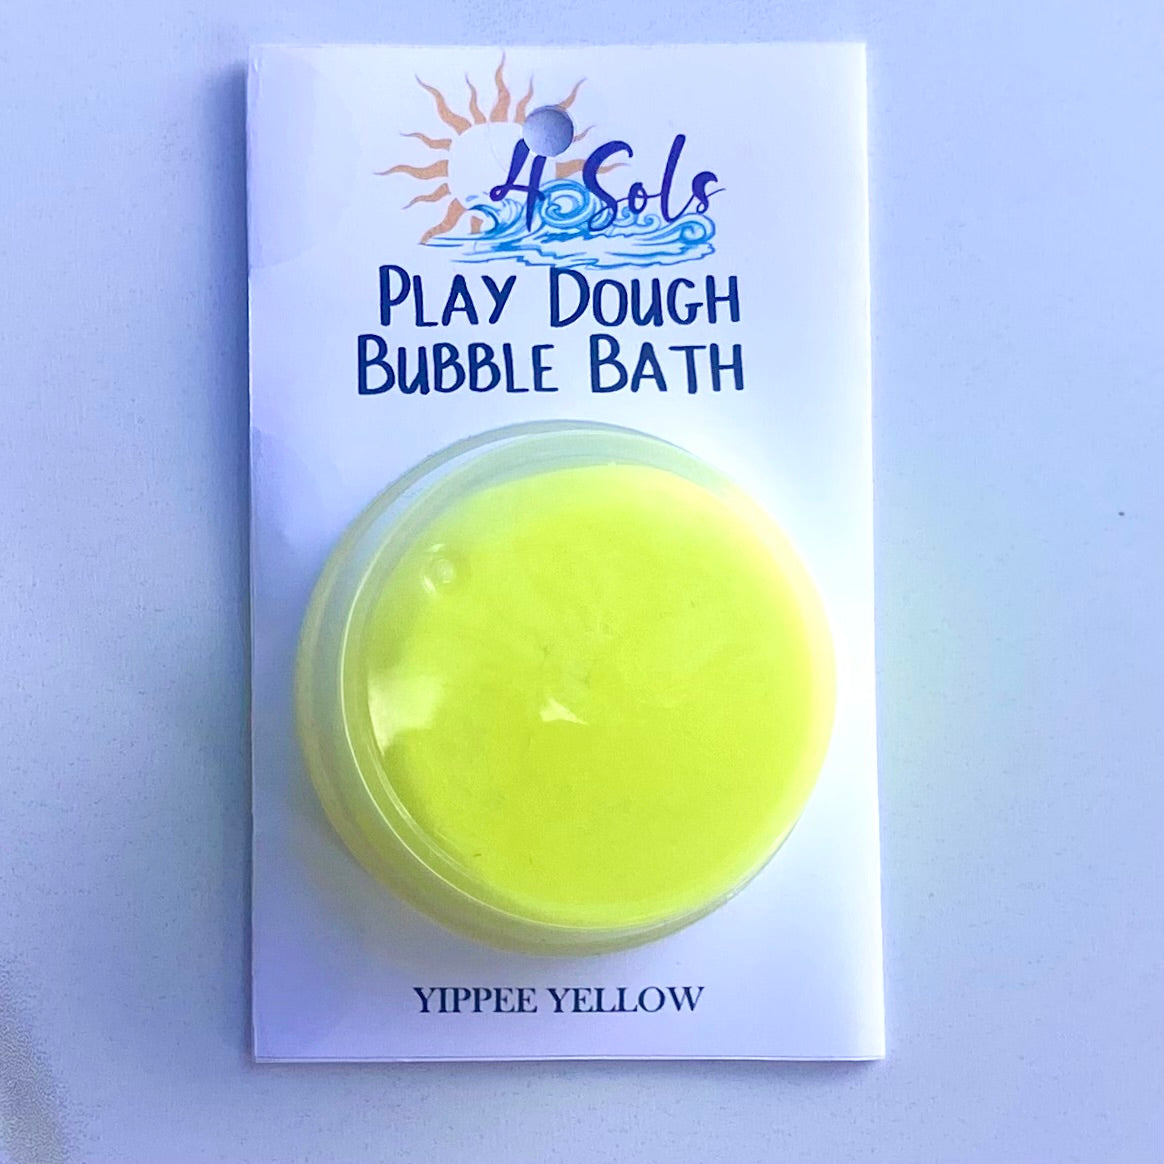 4 Sols
PLAY DOUGH
BUBBLE BATH
YIPPEE YELLOW